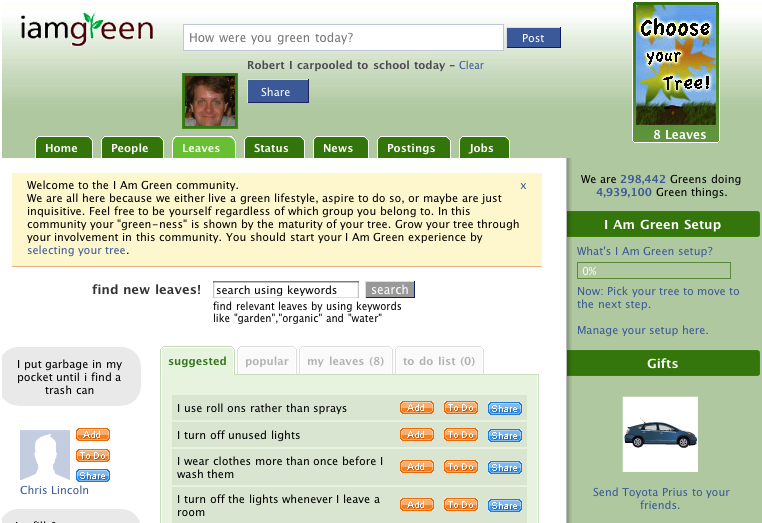 iamgreen
How were you green today?
Post
Robert I carpooled to school today – Clear
Share
Choose
your
Tree!
8 Leaves
Home
People
Leaves
Status
News
Postings
Jobs
Welcome to the I Am Green community.
x
We are all here because we either live a green lifestyle, aspire to do so, or maybe are just
inquisitive. Feel free to be yourself regardless of which group you belong to. In this
community your "green-ness" is shown by the maturity of your tree. Grow your tree through
your involvement in this community. You should start your I Am Green experience by
selecting your tree.
We are 298,442 Greens doing
4,939,100 Green things.
I Am Green Setup
What's I Am Green setup?
0%
Now: Pick your tree to move to
the next step.
Manage your setup here.
Gifts
Send Toyota Prius to your
friends.
find new leaves!
search using keywords
search
find relevant leaves by using keywords
like "garden","organic" and "water"
I put garbage in my
pocket until i find a
trash can
Add
To Do
Share
Chris Lincoln
suggested
popular
my leaves (8)
to do list (0)
I use roll ons rather than sprays
Add
To Do
Share
I turn off unused lights
Add
To Do
Share
I wear clothes more than once before I
wash them
Add
To Do
Share
I turn off the lights whenever I leave a
room
Add
To Do
Share